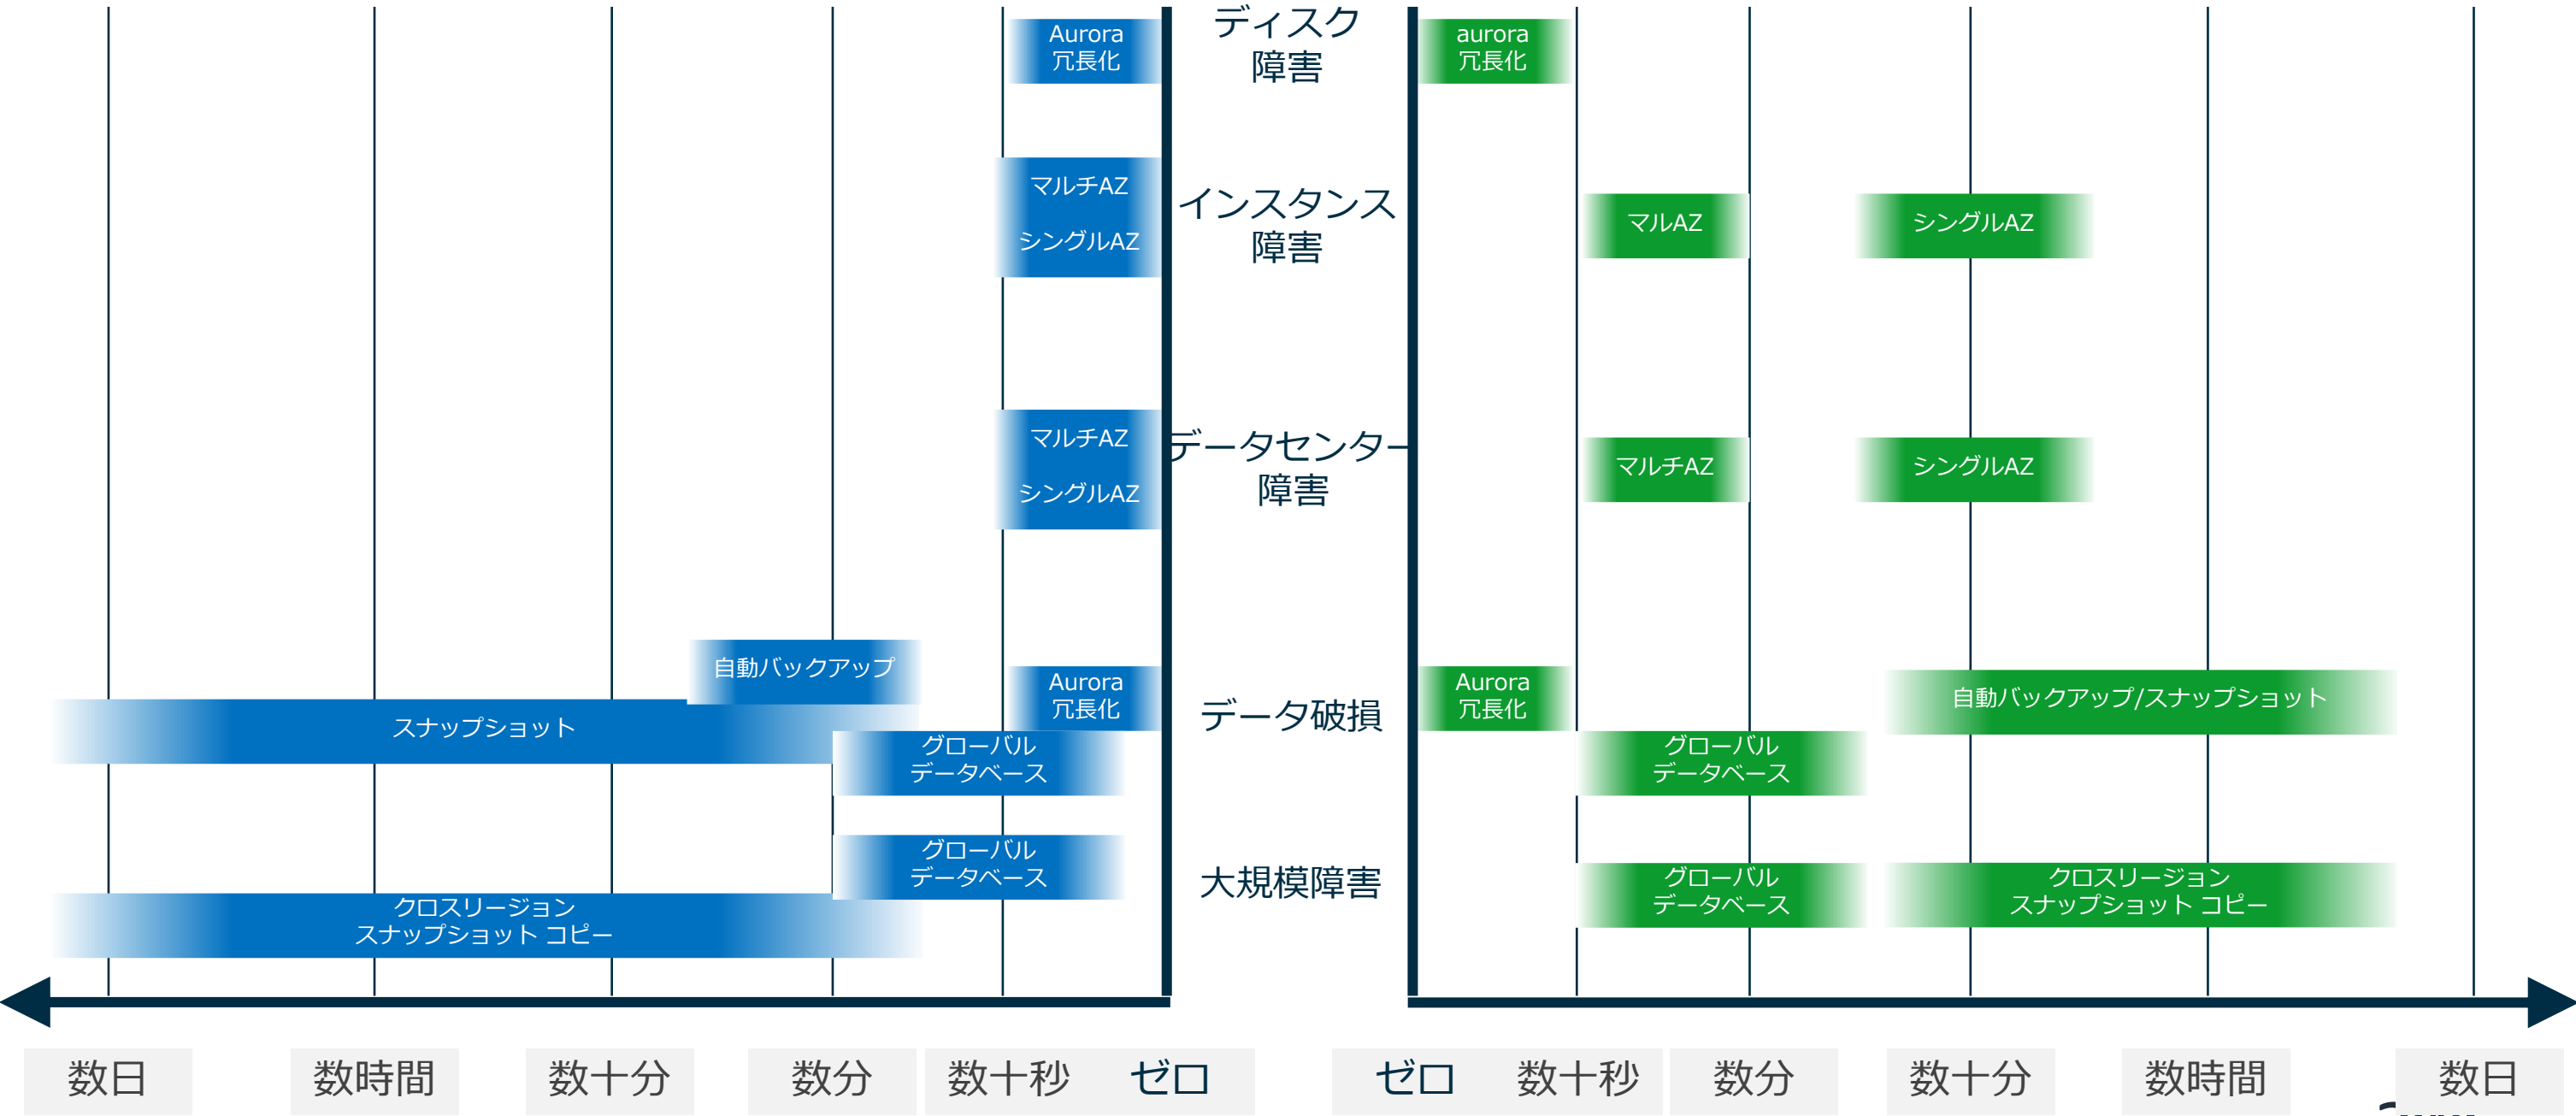 ディスク
障害
Aurora
冗長化
aurora
冗長化
インスタンス
障害
マルチAZ
シングルAZ
マルAZ
シングルAZ
データセンター
障害
マルチAZ
シングルAZ
マルチAZ
シングルAZ
データ破損
自動バックアップ
スナップショット
Aurora
冗長化
グローバル
データベース
Aurora
冗長化
グローバル
データベース
自動バックアップ/スナップショット
大規模障害
グローバル
データベース
クロスリージョン
スナップショット コピー
グローバル
データベース
クロスリージョン
スナップショット コピー
数日
数時間
数十分
数分
数十秒
ゼロ
ゼロ
数十秒
数分
数十分
数時間
数日